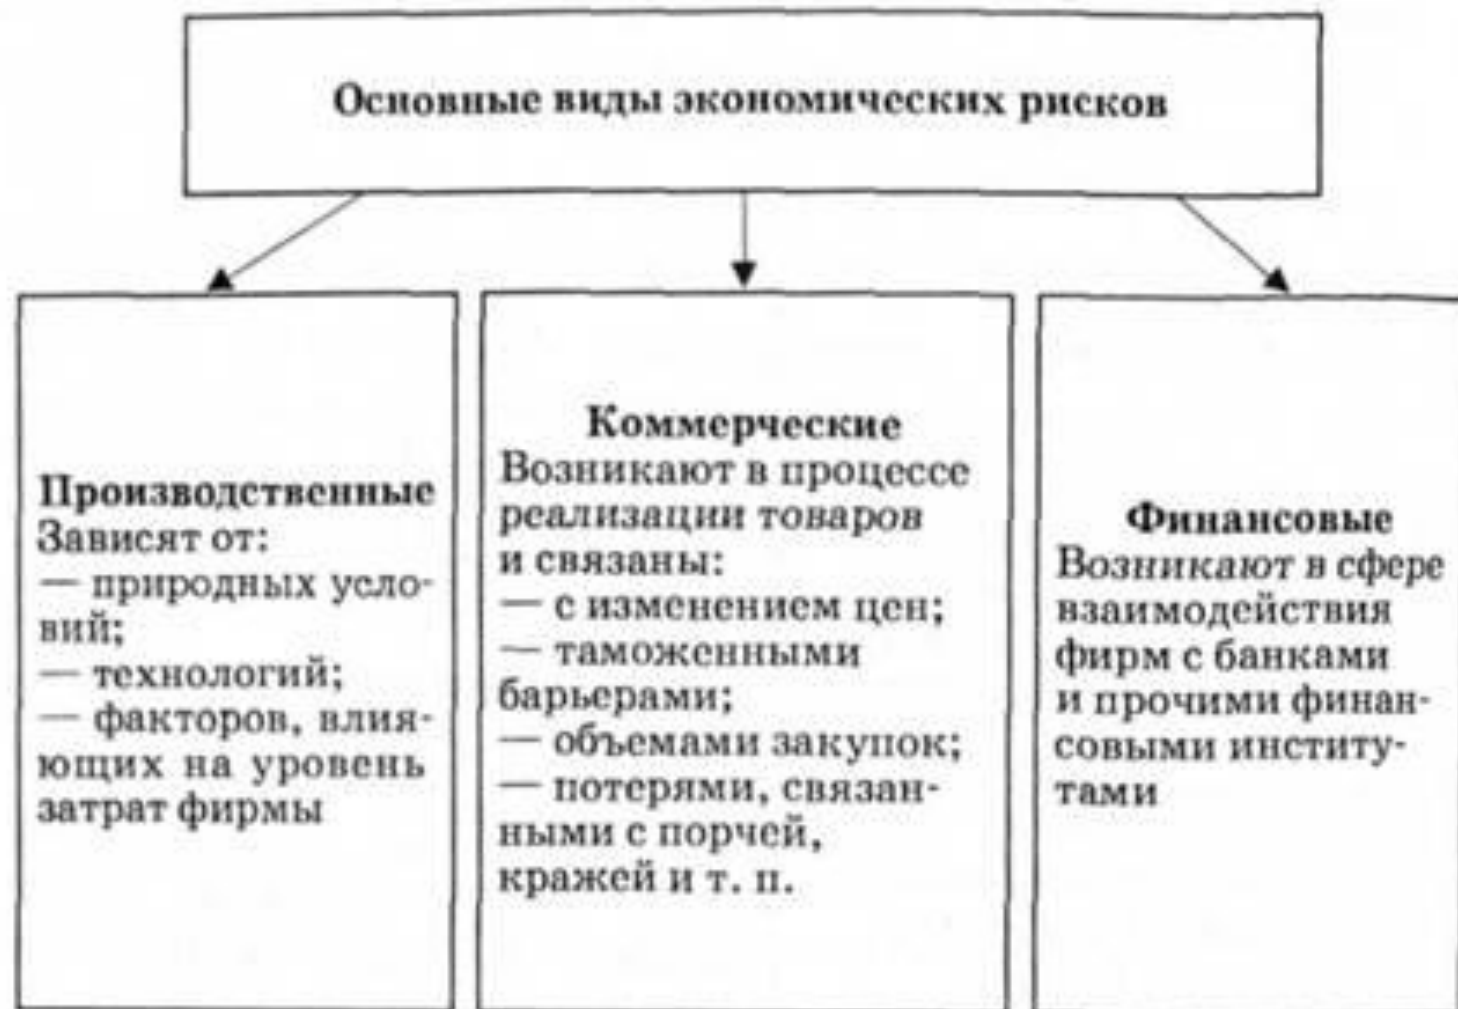 Основные виды экономических рисков
Производственные
Зависят от:
— природных усло-
вий;
— технологий;
— факторов, влия-
ющих на уровень
затрат фирмы
Коммерческие
Возникают в процессе
реализации товаров
и связаны:
— с изменением цен;
— таможенными
барьерами;
— объемами закупок;
— потерями, связан-
ными с порчей,
кражей и т. п.
Финансовые
Возникают в сфере
взаимодействия
фирм с банками
и прочими финан-
совыми институ-
тами